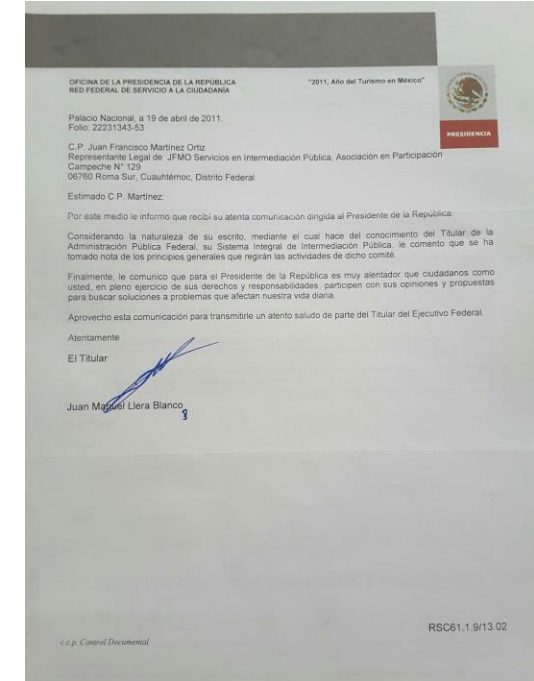 OFICINA DE LA PRESIDENCIA DE LA REPÚBLICA
RED FEDERAL DE SERVICIO A LA CIUDADANÍA
"2011, Año del Turismo en México"
PRESIDENCIA
Palacio Nacional, a 19 de abril de 2011.
Folio: 22231343-53
C.P. Juan Francisco Martínez Ortiz
Representante Legal de JFMO Servicios en Intermediación Pública, Asociación en Participación
Campeche N° 129
06760 Roma Sur, Cuauhtémoc, Distrito Federal
Estimado C.P. Martínez:
Por este medio le informo que recibí su atenta comunicación dirigida al Presidente de la República.
Considerando la naturaleza de su escrito, mediante el cual hace del conocimiento del Titular de la
Administración Pública Federal, su Sistema Integral de Intermediación Pública, le comento que se ha
tomado nota de los principios generales que regirán las actividades de dicho comité.
Finalmente, le comunico que para el Presidente de la República es muy alentador que ciudadanos como
usted, en pleno ejercicio de sus derechos y responsabilidades, participen con sus opiniones y propuestas
para buscar soluciones a problemas que afectan nuestra vida diaria.
Aprovecho esta comunicación para transmitirle un atento saludo de parte del Titular del Ejecutivo Federal.
Atentamente
El Titular
Juan Manuel Llera Blanco
RSC61.1.9/13.02
c.c.p. Control Documental